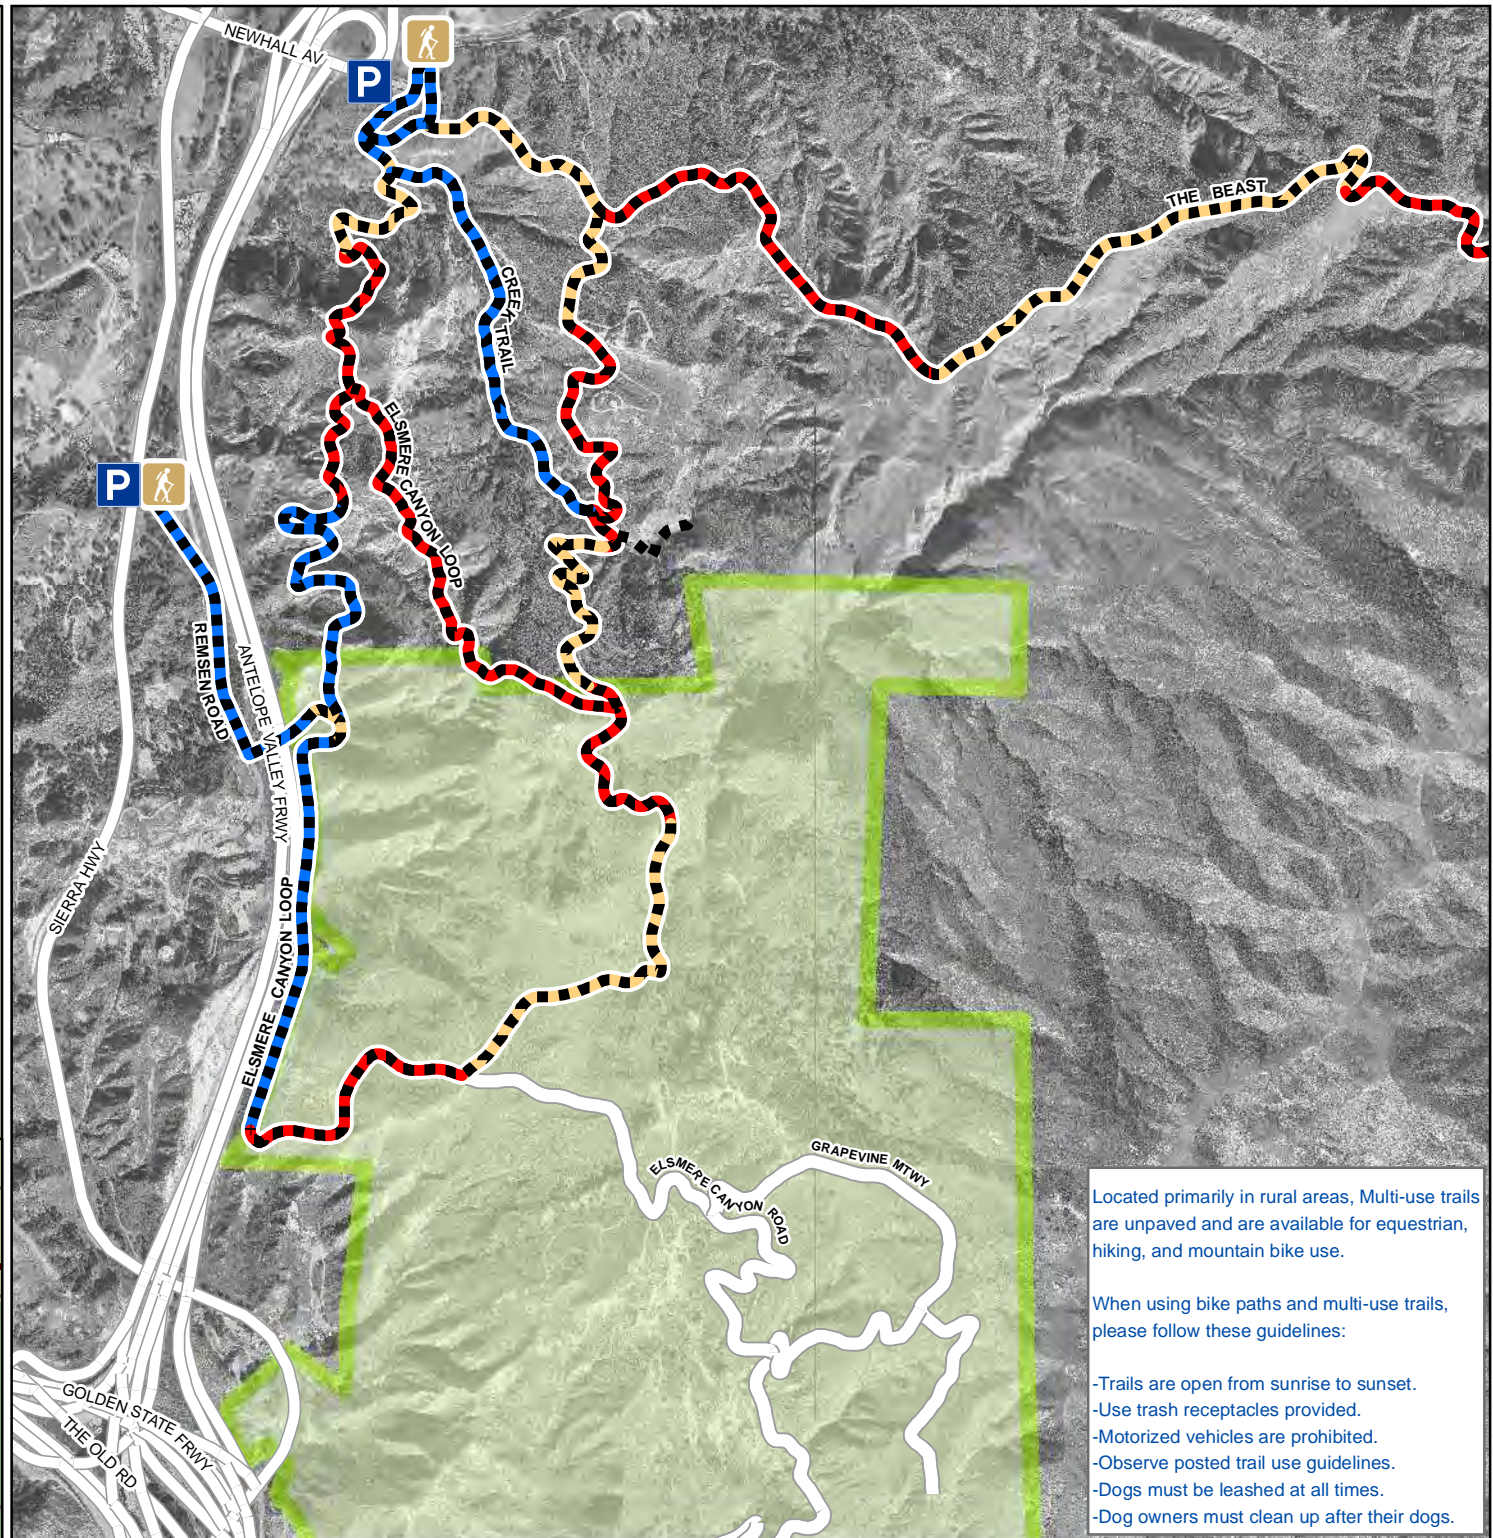 NEWHALL AV
P
THE BEAST
CREEK TRAIL
ELSMERE CANYON LOOP
P
REMSEN ROAD
ANTELOPE VALLEY FRWY
SIERRA HWY
ELSMERE CANYON LOOP
GRAPEVINE MTWY
ELSMERE CANYON ROAD
GOLDEN STATE FRWY
THE OLD RD
Located primarily in rural areas, Multi-use trails
are unpaved and are available for equestrian,
hiking, and mountain bike use.
When using bike paths and multi-use trails,
please follow these guidelines:
-Trails are open from sunrise to sunset.
-Use trash receptacles provided.
-Motorized vehicles are prohibited.
-Observe posted trail use guidelines.
-Dogs must be leashed at all times.
-Dog owners must clean up after their dogs.